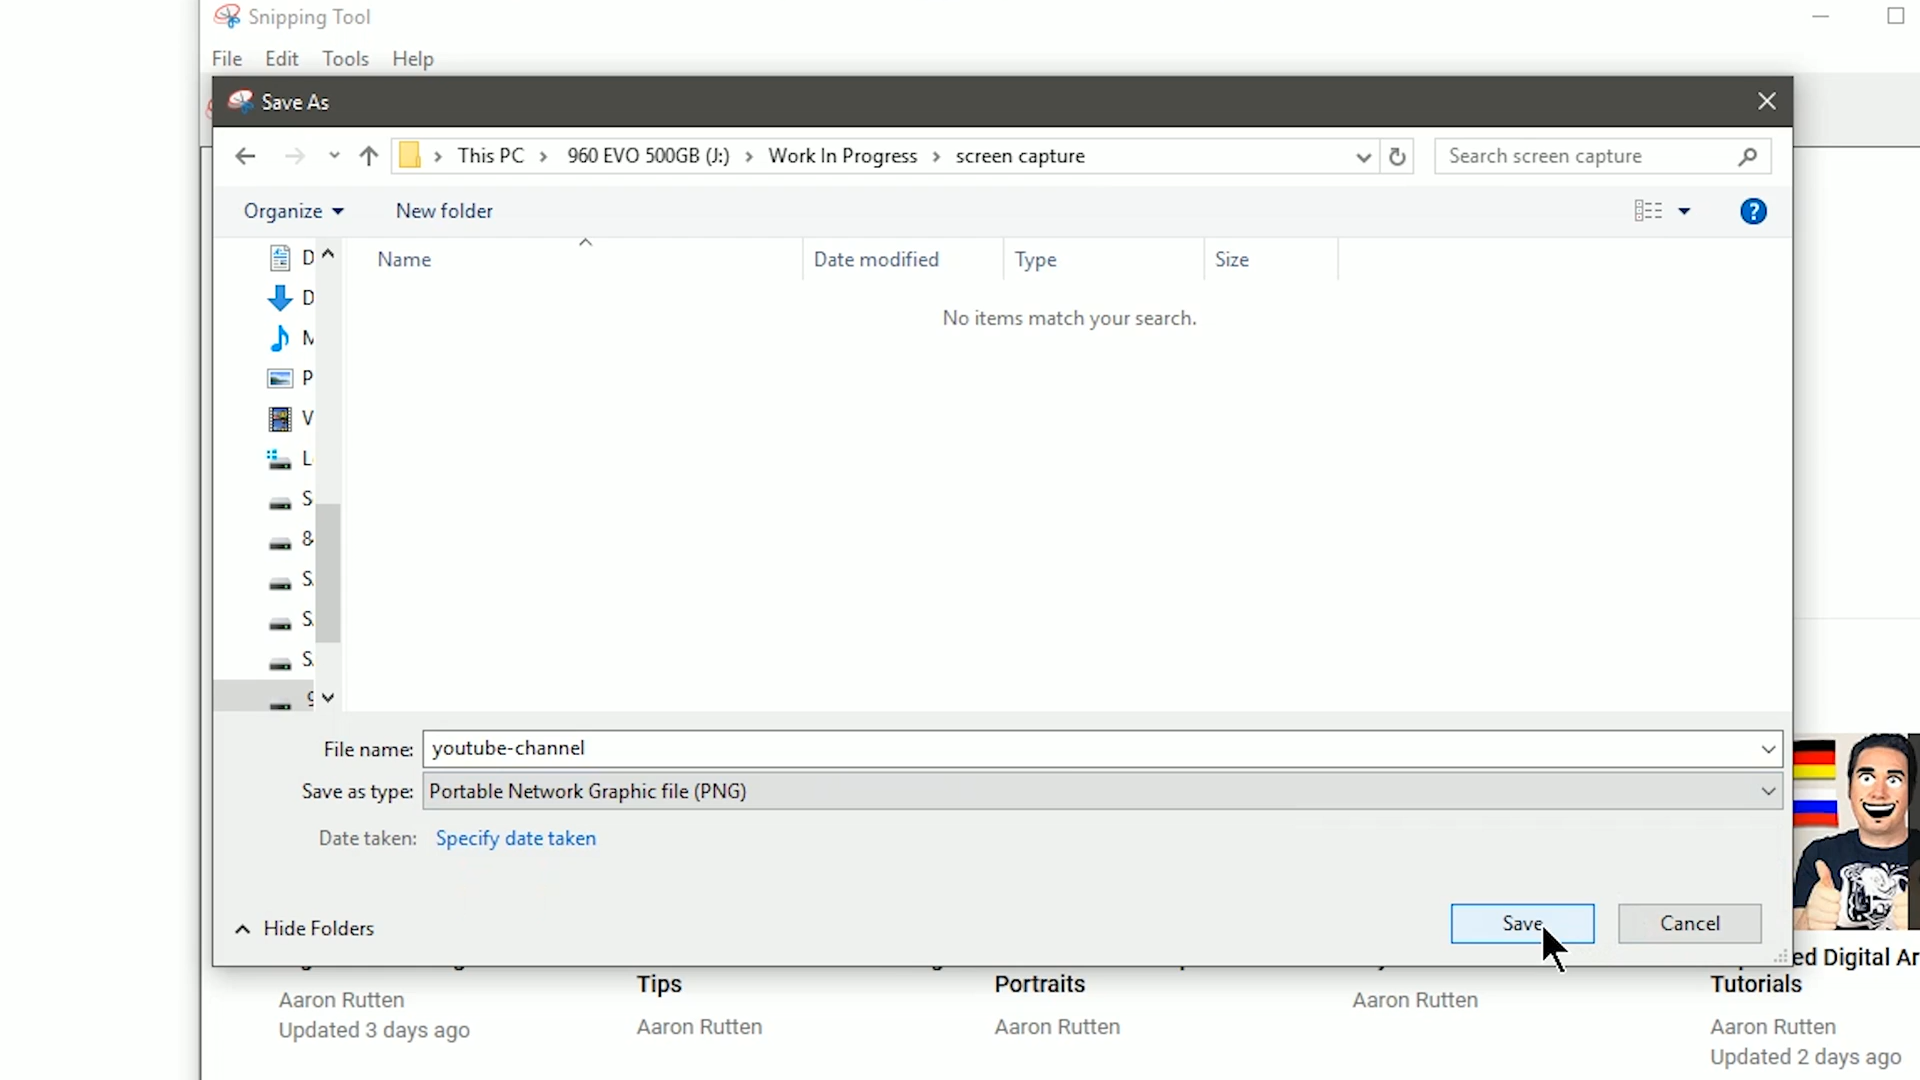 Snipping Tool
File Edit Tools Help
Save As
This PC 960 EVO 500GB (J:) Work In Progress screen capture
Search screen capture
Organize New folder
?
Name Date modified Type Size
No items match your search.
D
D
M
P
V
L
S
8
S
S
S
9
File name: youtube-channel
Save as type: Portable Network Graphic file (PNG)
Date taken: Specify date taken
Hide Folders
Save Cancel
Aaron Rutten
Updated 3 days ago
Tips
Aaron Rutten
Portraits
Aaron Rutten
Aaron Rutten
ed Digital Ar
Tutorials
Aaron Rutten
Updated 2 days ago